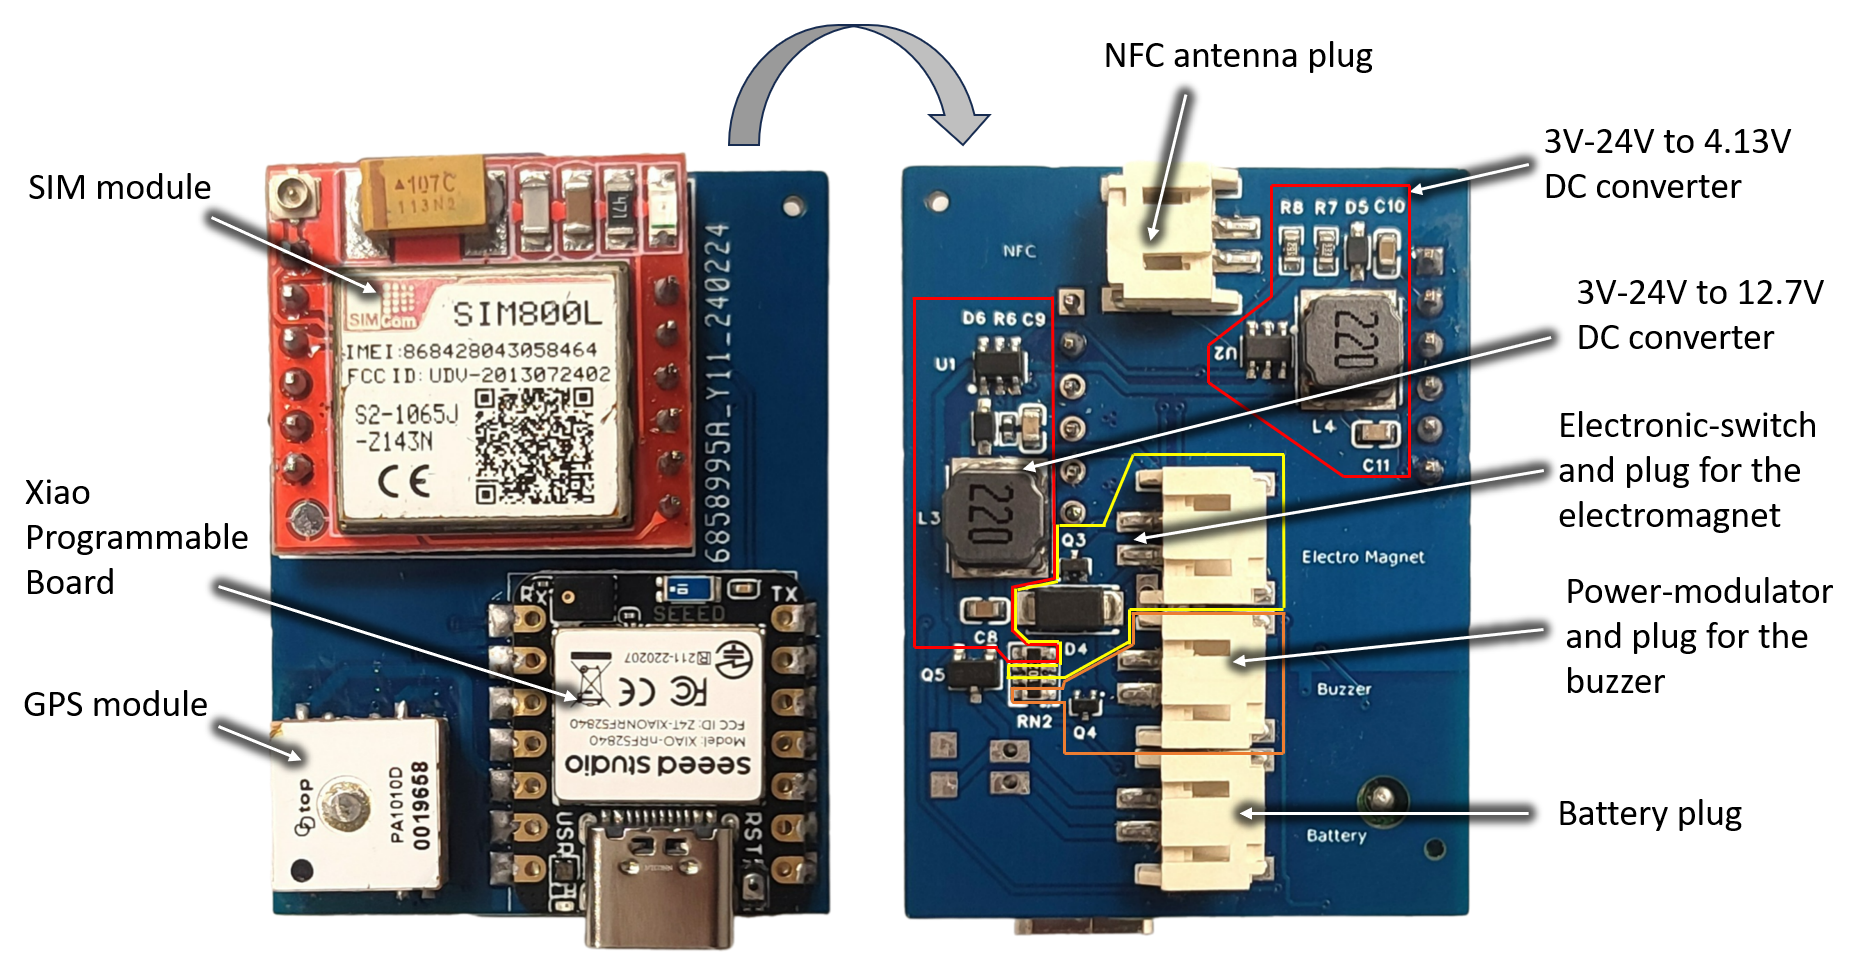 NFC antenna plug
3V-24V to 4.13V
DC converter
SIM module
107C
113N2
471
R8 R7 D5 C10
NFC
3V-24V to 12.7V
DC converter
SIMCom
SIM800L
IMEI:868428043058464
FCC ID: UDV-2013072402
S2-1065J
-Z143N
CE
6858995A_Y11_240224
D6 R6 C9
U1
U2
220
L4
C11
Electronic-switch
and plug for the
electromagnet
Xiao
Programmable
Board
L3
220
Q3
Electro Magnet
RX
TX
SEEED
R 211-220207
FC CE
FCC ID: Z4T-XIAONRF52840
Model: XIAO-nRF52840
seeed studio
C8
D4
Q5
RN2
Q4
Power-modulator
and plug for the
buzzer
Buzzer
GPS module
top
PA1010D
0019668
USR
RST
Battery
Battery plug